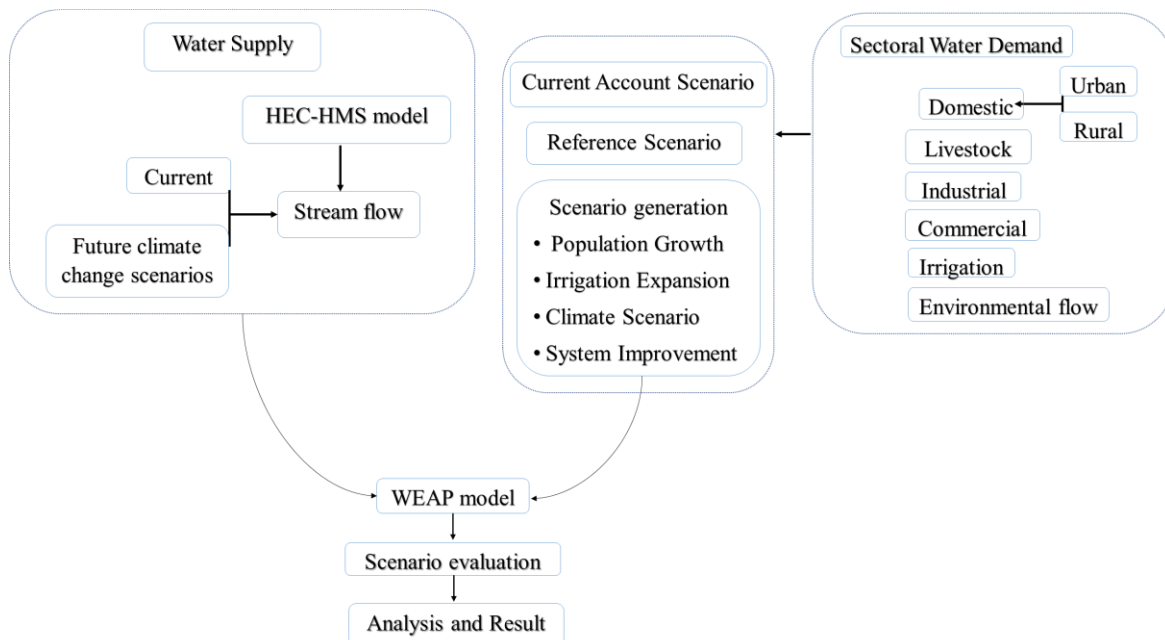 Water Supply
HEC-HMS model
Current
Stream flow
Future climate
change scenarios
Current Account Scenario
Reference Scenario
Scenario generation
• Population Growth
• Irrigation Expansion
• Climate Scenario
• System Improvement
Sectoral Water Demand
Urban
Domestic
Rural
Livestock
Industrial
Commercial
Irrigation
Environmental flow
WEAP model
Scenario evaluation
Analysis and Result